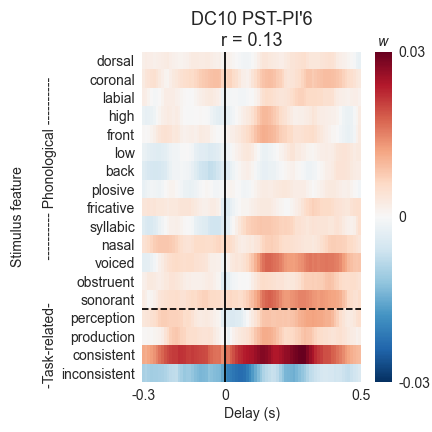 DC10 PST-PI'6
r = 0.13
w
dorsal
coronal
labial
high
front
low
back
plosive
fricative
syllabic
nasal
voiced
obstruent
sonorant
perception
production
consistent
inconsistent
Stimulus feature
-Task-related- ----------- Phonological ----------
0.03
0
-0.03
-0.3 0 0.5
Delay (s)